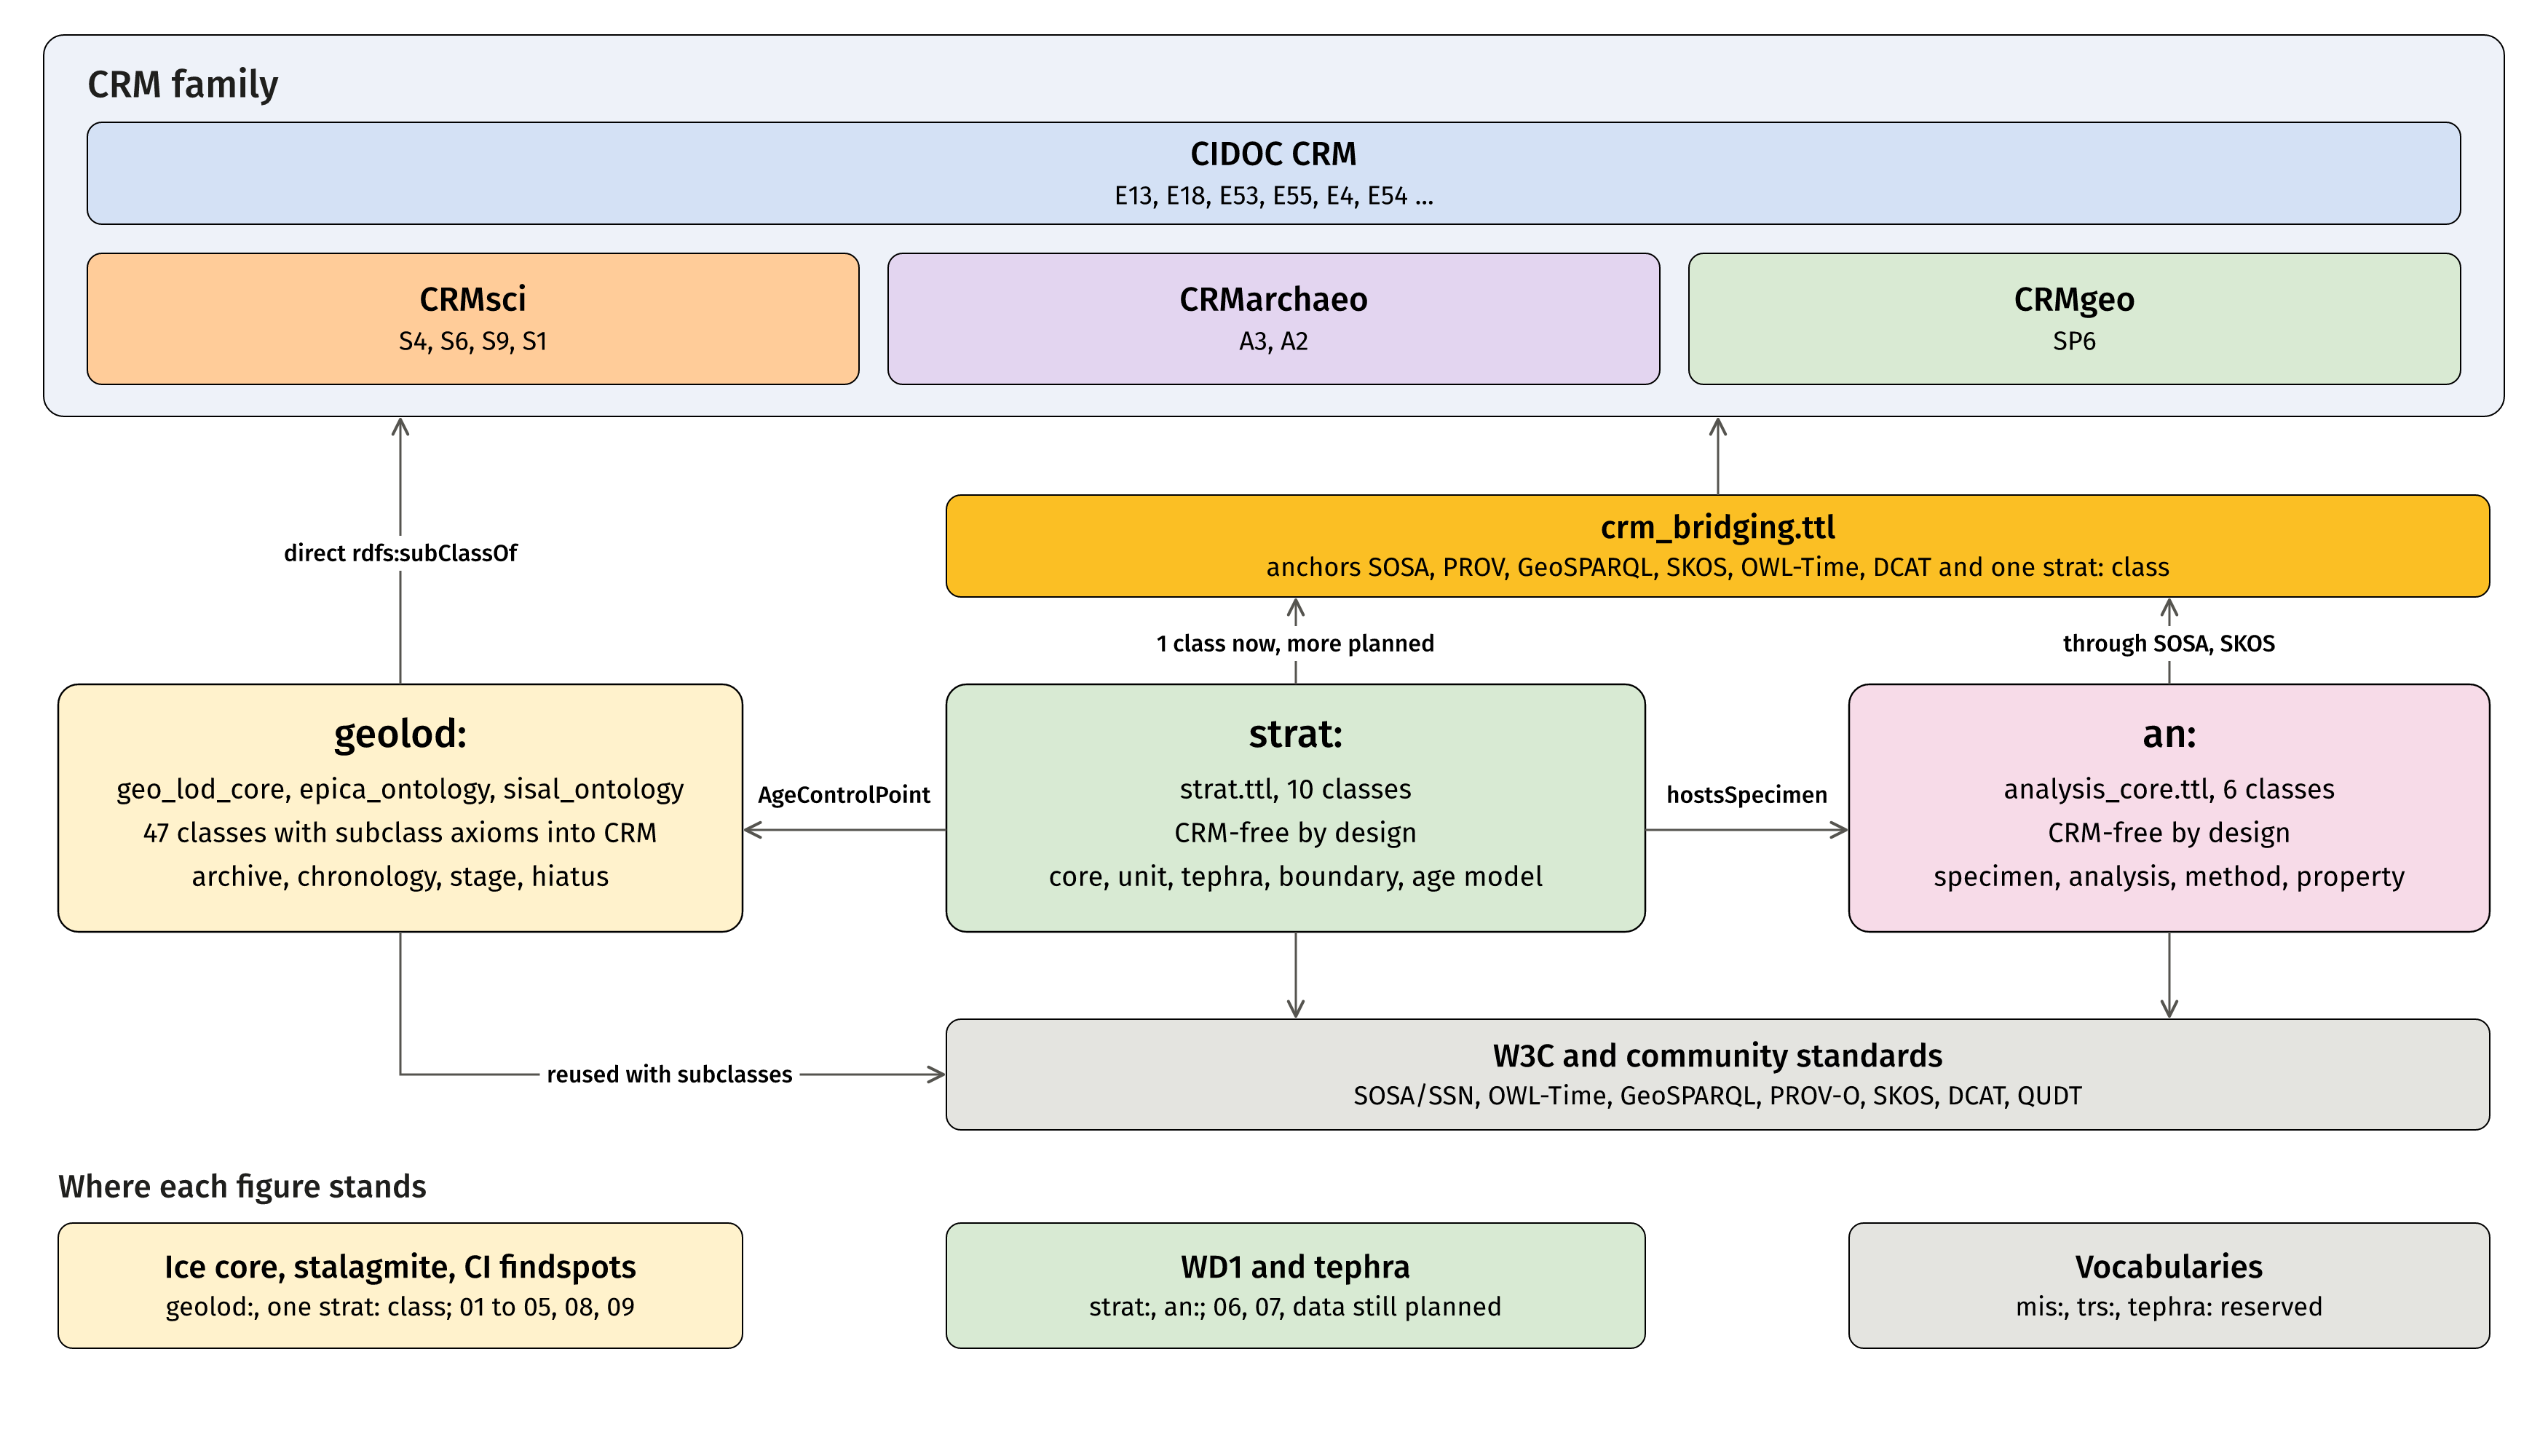 CRM family
CIDOC CRM
E13, E18, E53, E55, E4, E54 ...
CRMsci
S4, S6, S9, S1
CRMarchaeo
A3, A2
CRMgeo
SP6
direct rdfs:subClassOf
crm_bridging.ttl
anchors SOSA, PROV, GeoSPARQL, SKOS, OWL-Time, DCAT and one strat: class
1 class now, more planned
through SOSA, SKOS
geolod:
geo_lod_core, epica_ontology, sisal_ontology
47 classes with subclass axioms into CRM
archive, chronology, stage, hiatus
AgeControlPoint
strat:
strat.ttl, 10 classes
CRM-free by design
core, unit, tephra, boundary, age model
hostsSpecimen
an:
analysis_core.ttl, 6 classes
CRM-free by design
specimen, analysis, method, property
reused with subclasses
W3C and community standards
SOSA/SSN, OWL-Time, GeoSPARQL, PROV-O, SKOS, DCAT, QUDT
Where each figure stands
Ice core, stalagmite, CI findspots
geolod:, one strat: class; 01 to 05, 08, 09
WD1 and tephra
strat:, an:; 06, 07, data still planned
Vocabularies
mis:, trs:, tephra: reserved